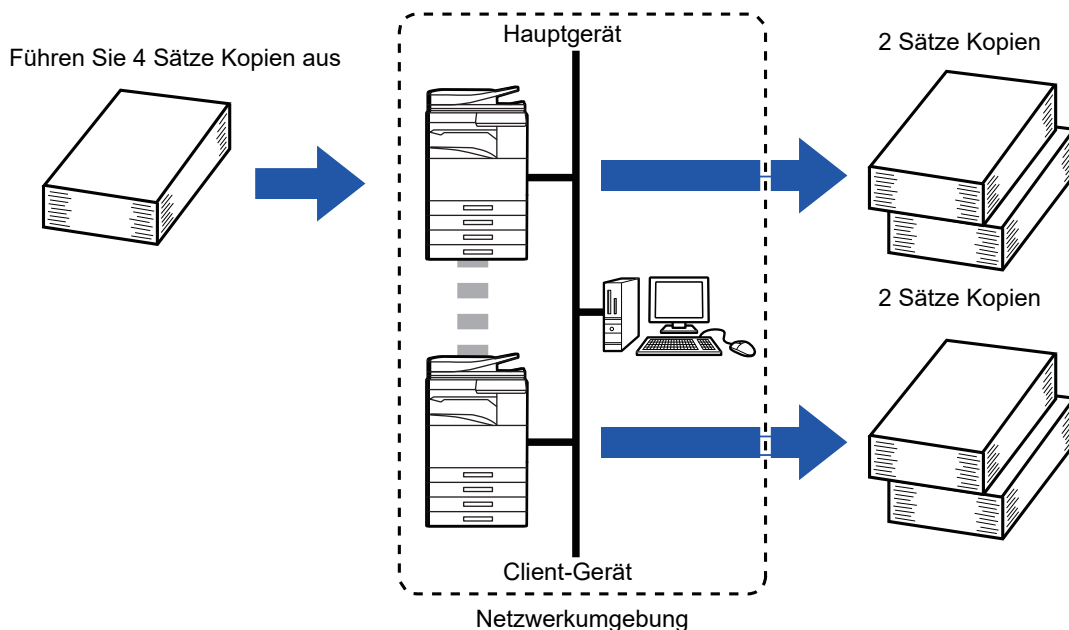 Führen Sie 4 Sätze Kopien aus
Hauptgerät
2 Sätze Kopien
2 Sätze Kopien
Client-Gerät
Netzwerkumgebung